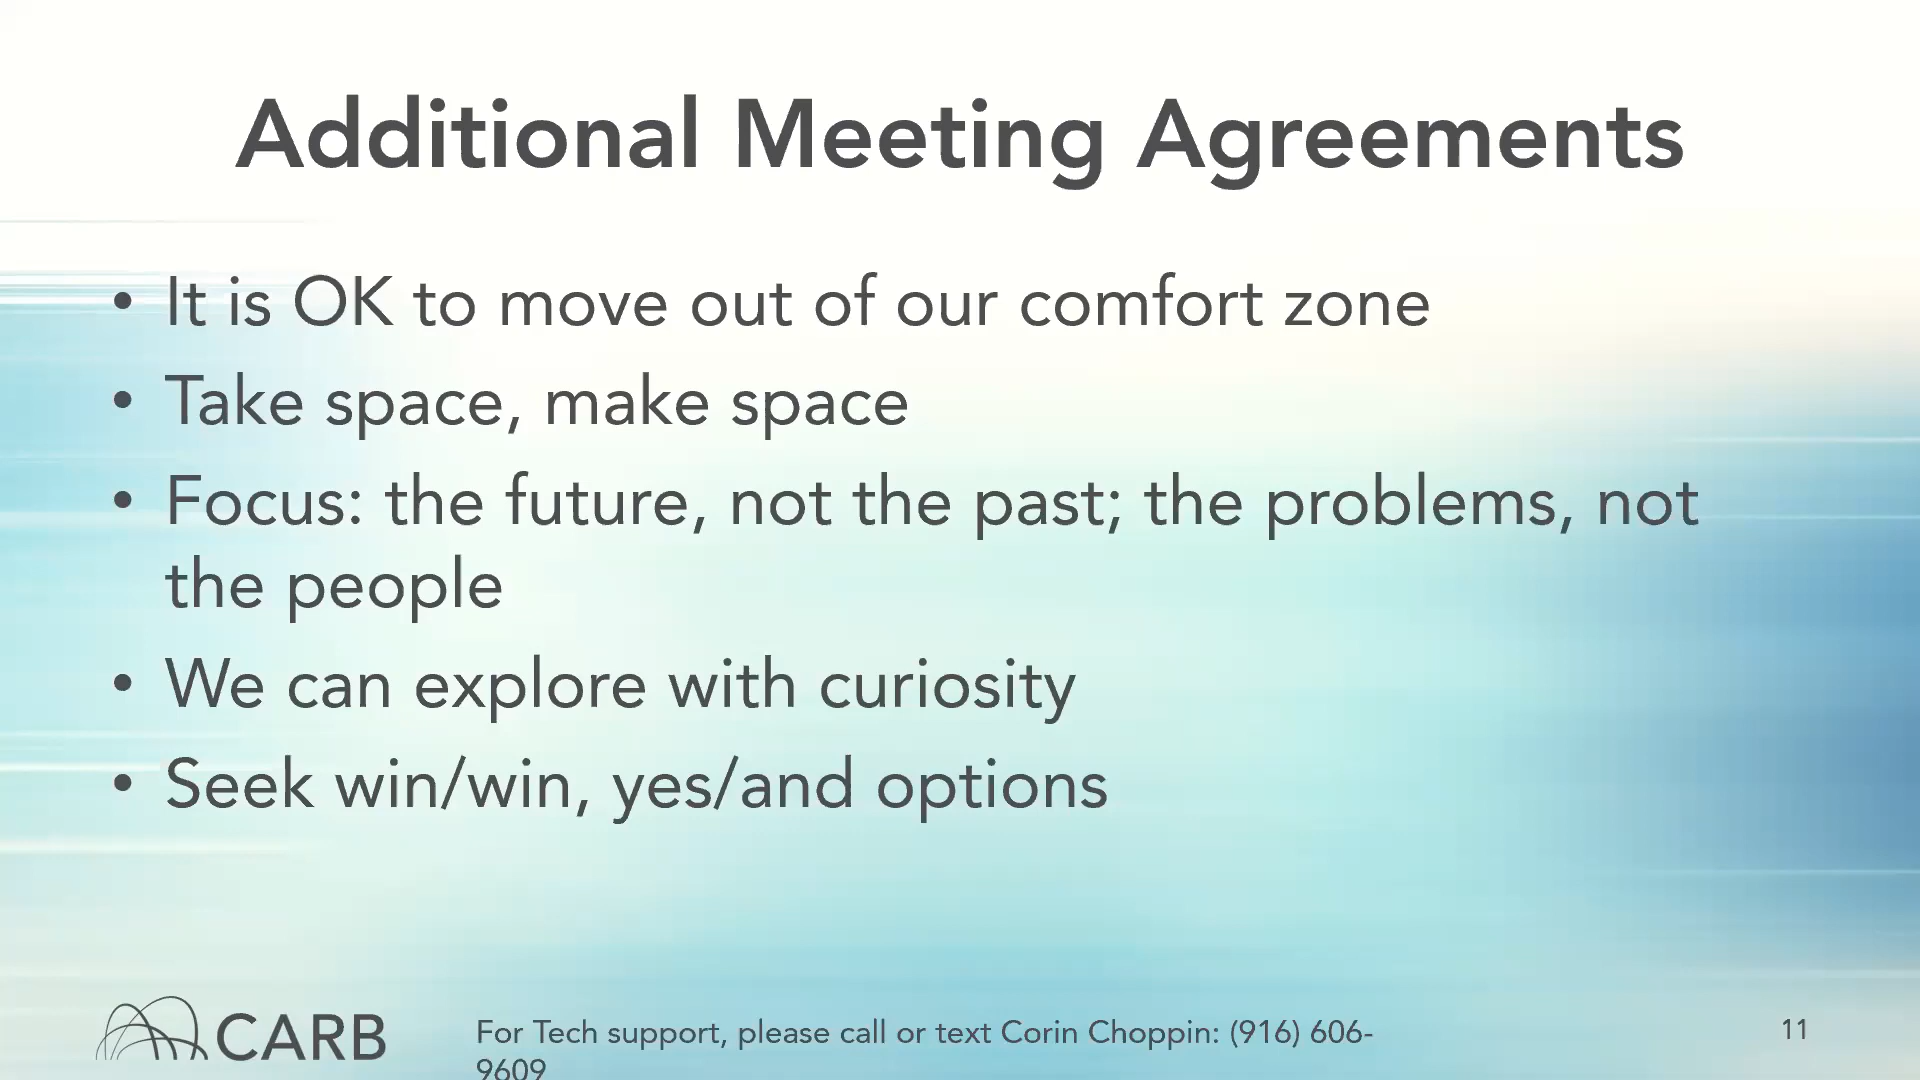 Additional Meeting Agreements
• It is OK to move out of our comfort zone
• Take space, make space
• Focus: the future, not the past; the problems, not
the people
• We can explore with curiosity
• Seek win/win, yes/and options
CARB
For Tech support, please call or text Corin Choppin: (916) 606-
9609
11